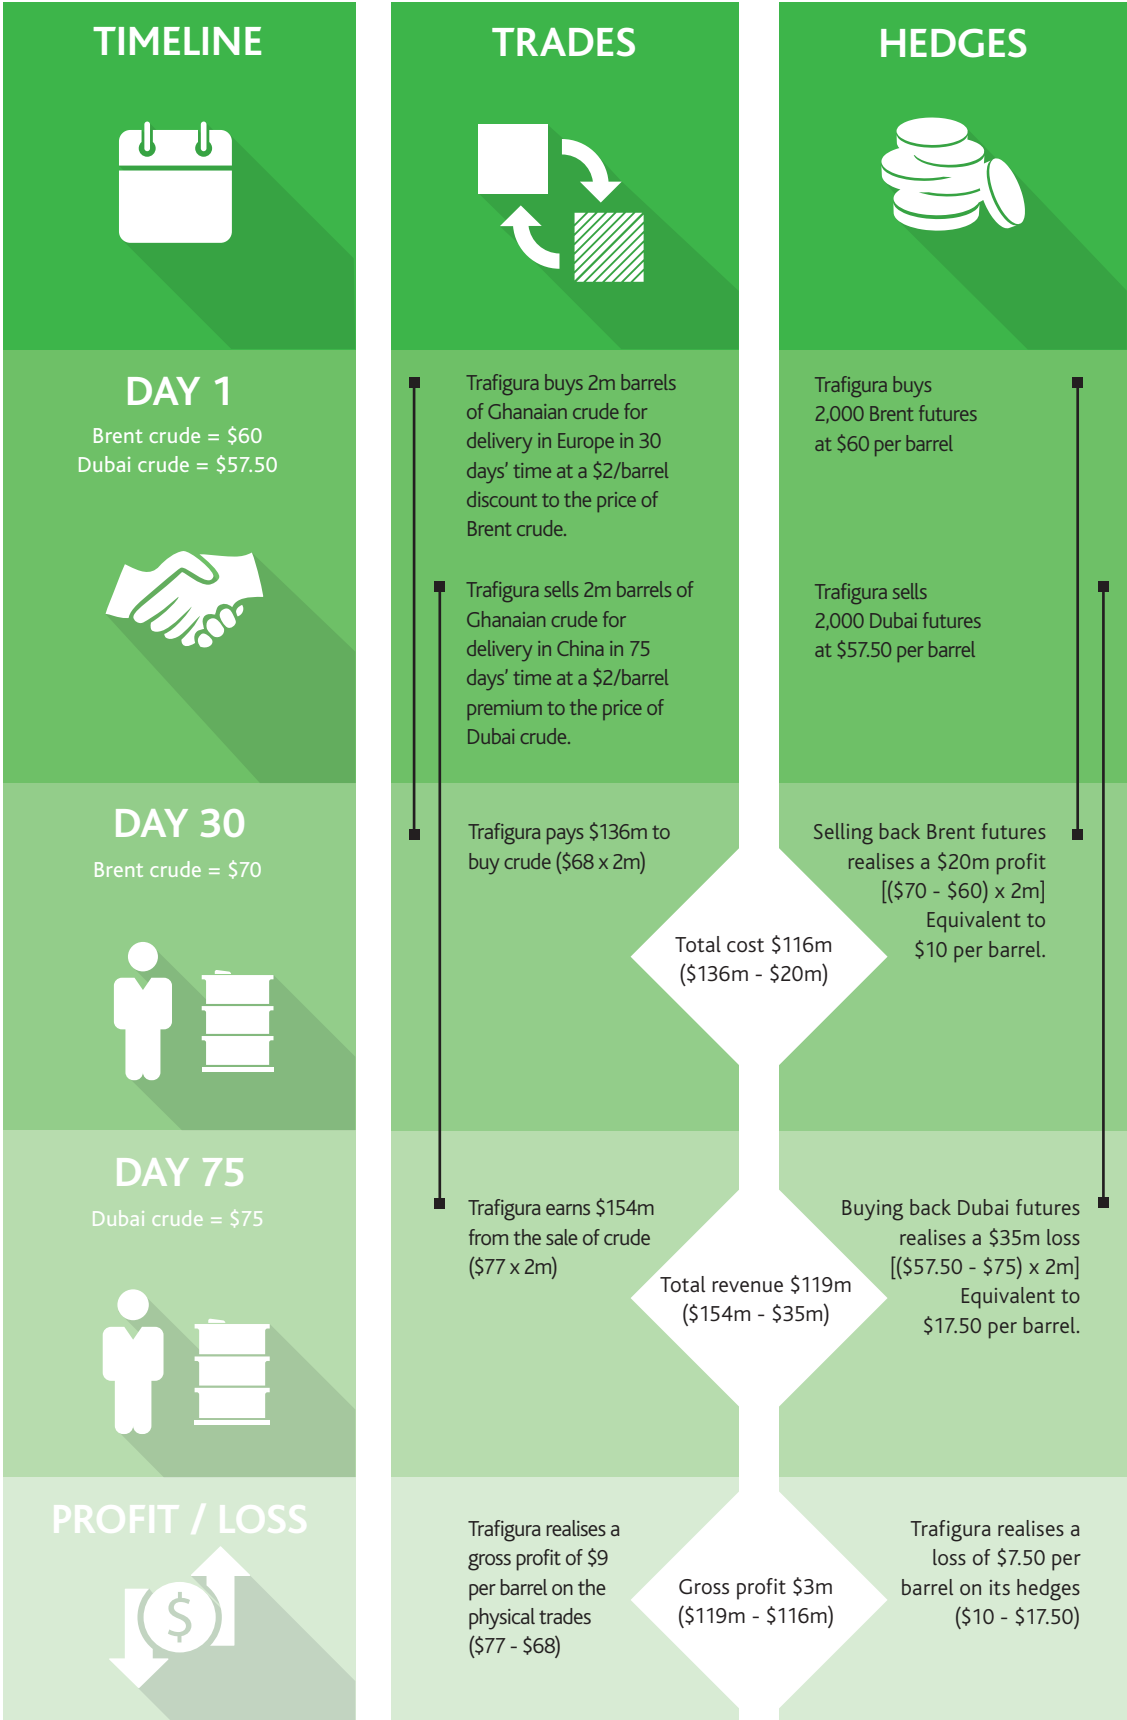 TIMELINE
TRADES
HEDGES
DAY 1
Brent crude = $60
Dubai crude = $57.50
Trafigura buys 2m barrels
of Ghanaian crude for
delivery in Europe in 30
days' time at a $2/barrel
discount to the price of
Brent crude.
Trafigura buys
2,000 Brent futures
at $60 per barrel
Trafigura sells 2m barrels of
Ghanaian crude for
delivery in China in 75
days' time at a $2/barrel
premium to the price of
Dubai crude.
Trafigura sells
2,000 Dubai futures
at $57.50 per barrel
DAY 30
Brent crude = $70
Trafigura pays $136m to
buy crude ($68 x 2m)
Total cost $116m
($136m - $20m)
Selling back Brent futures
realises a $20m profit
[($70 - $60) x 2m]
Equivalent to
$10 per barrel.
DAY 75
Dubai crude = $75
Trafigura earns $154m
from the sale of crude
($77 x 2m)
Total revenue $119m
($154m - $35m)
Buying back Dubai futures
realises a $35m loss
[($57.50 - $75) x 2m]
Equivalent to
$17.50 per barrel.
PROFIT / LOSS
$
Trafigura realises a
gross profit of $9
per barrel on the
physical trades
($77 - $68)
Gross profit $3m
($119m - $116m)
Trafigura realises a
loss of $7.50 per
barrel on its hedges
($10 - $17.50)